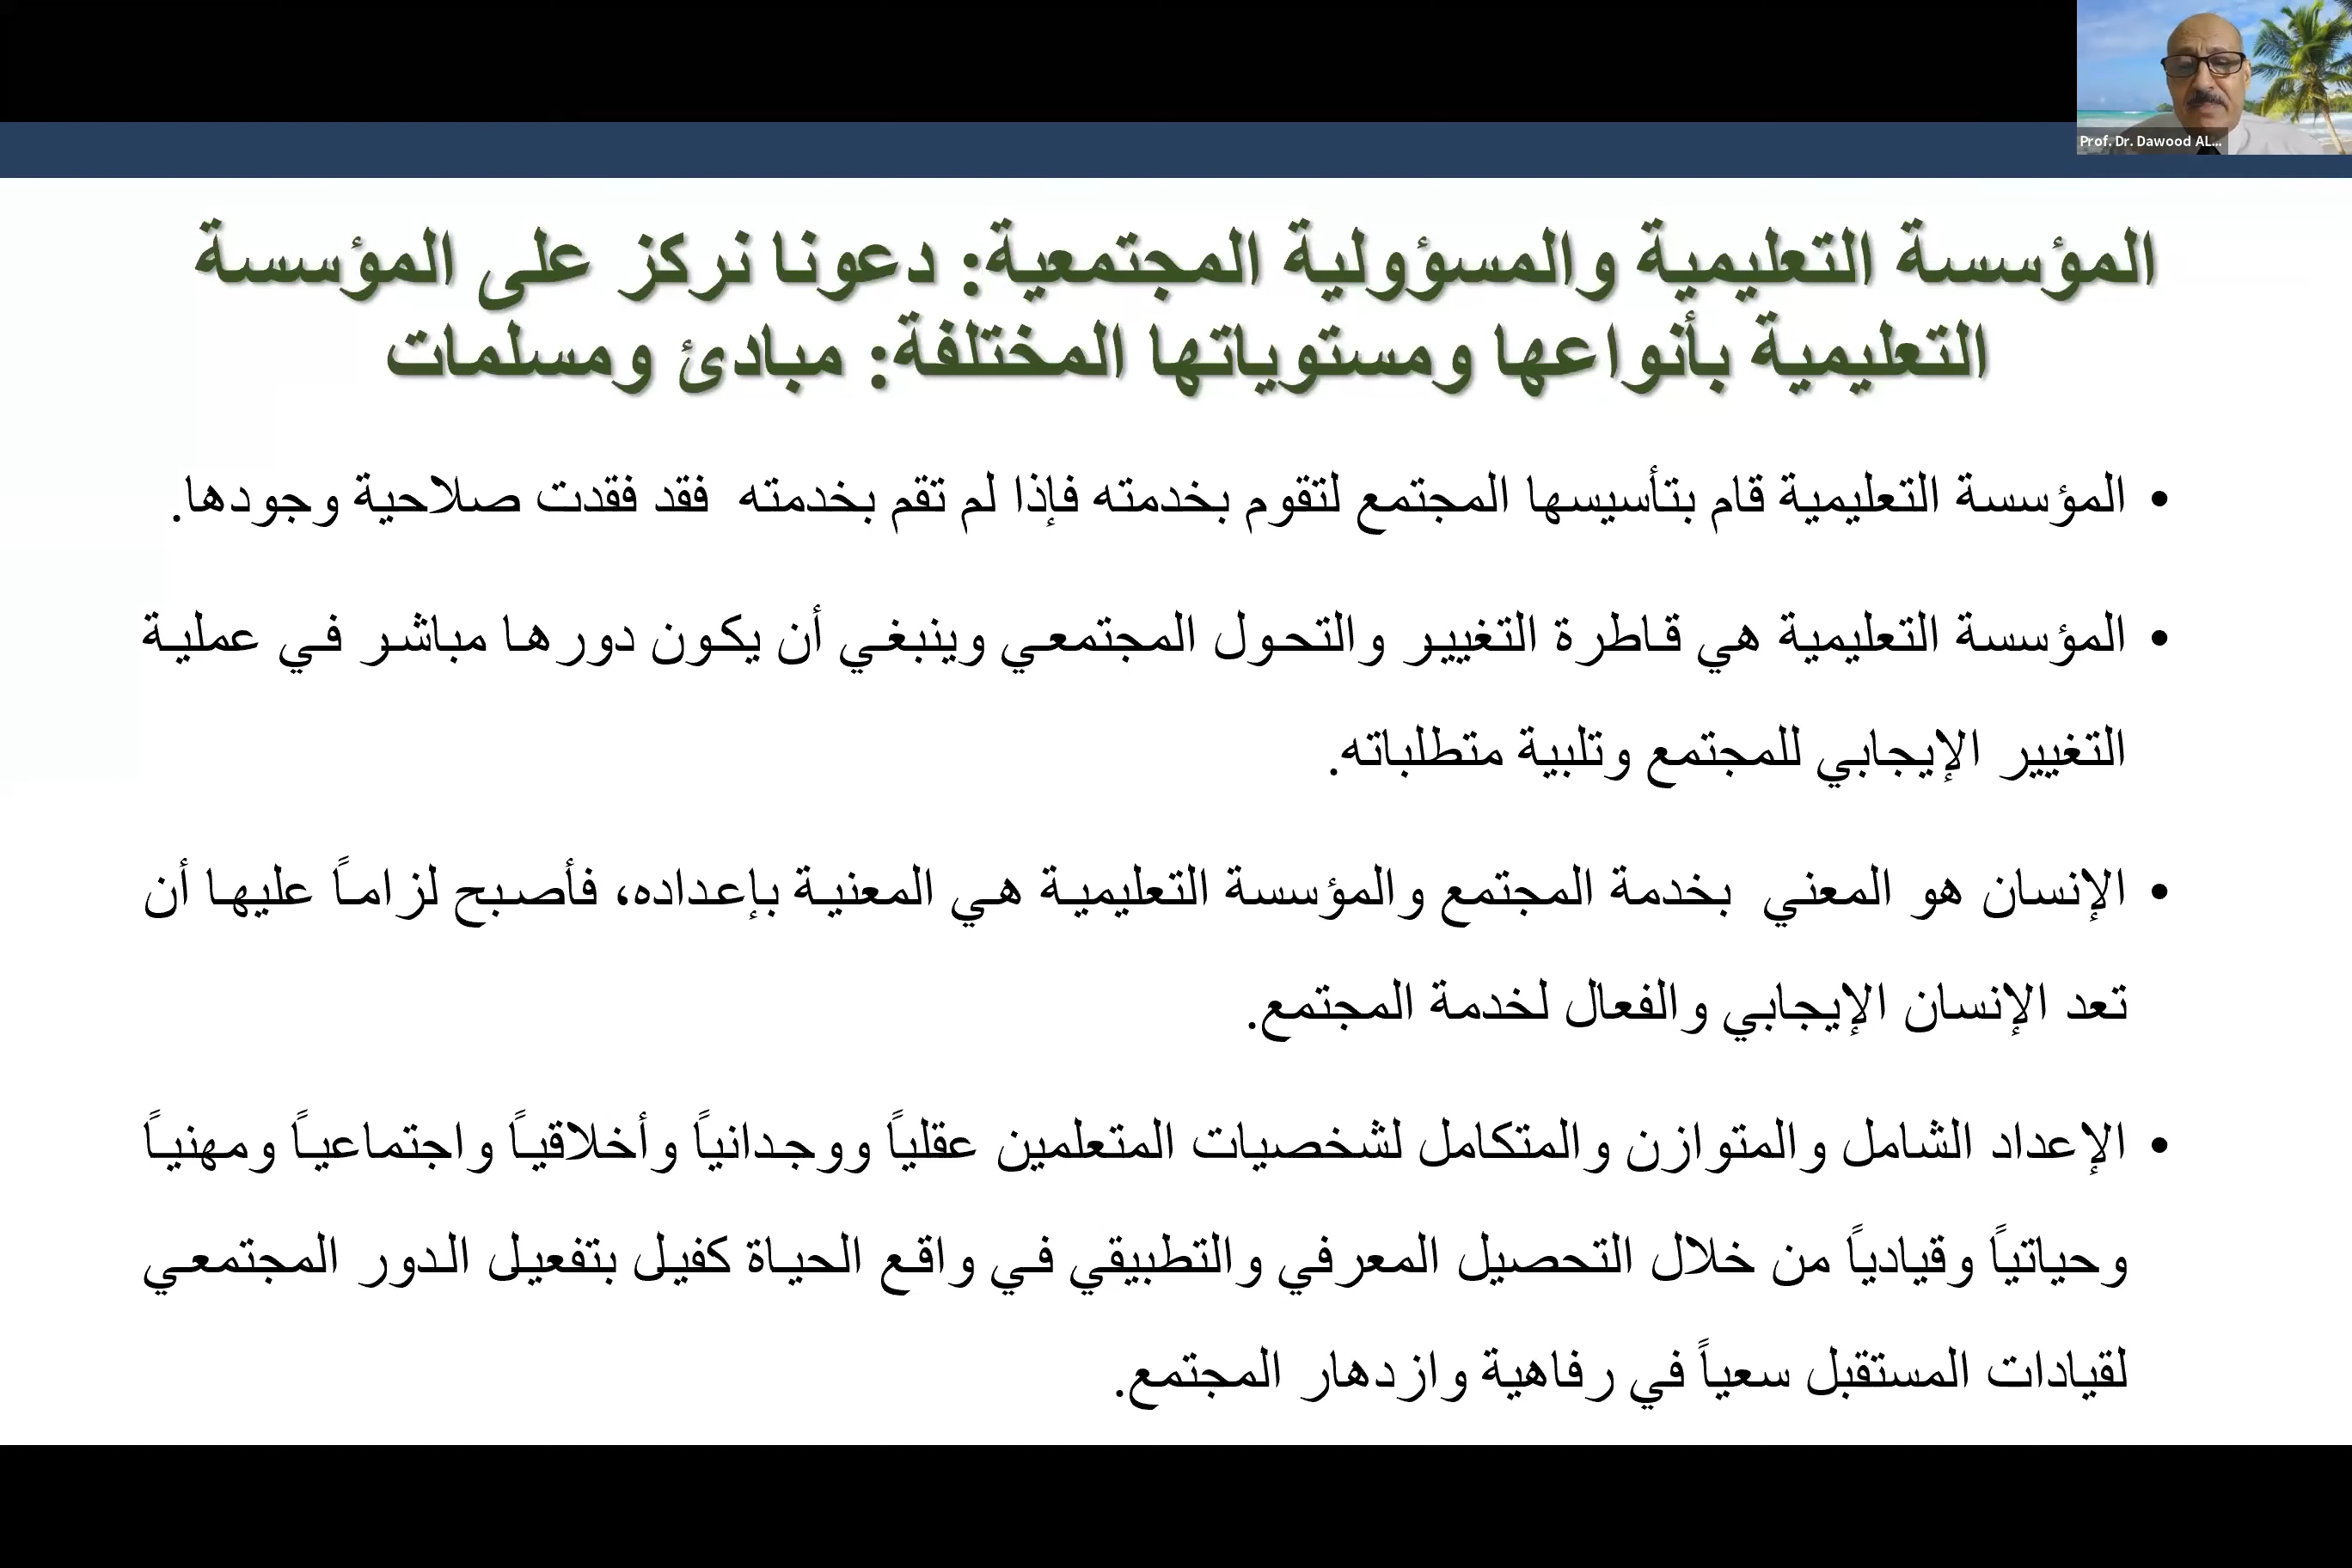 Prof. Dr. Dawood AL...
المؤسسة التعليمية والمسؤولية المجتمعية: دعونا نركز على المؤسسة
التعليمية بأنواعها ومستوياتها المختلفة: مبادئ ومسلمات
• المؤسسة التعليمية قام بتأسيسها المجتمع لتقوم بخدمته فإذا لم تقم بخدمته فقد فقدت صلاحية وجودها.
• المؤسسة التعليمية هي قاطرة التغيير والتحول المجتمعي وينبغي أن يكون دورها مباشر في عملية
التغيير الإيجابي للمجتمع وتلبية متطلباته.
• الإنسان هو المعني بخدمة المجتمع والمؤسسة التعليمية هي المعنية بإعداده، فأصبح لزاماً عليها أن
تعد الإنسان الإيجابي والفعال لخدمة المجتمع.
• الإعداد الشامل والمتوازن والمتكامل لشخصيات المتعلمين عقلياً ووجدانياً وأخلاقياً واجتماعياً ومهنياً
وحياتياً وقيادياً من خلال التحصيل المعرفي والتطبيقي في واقع الحياة كفيل بتفعيل الدور المجتمعي
لقيادات المستقبل سعياً في رفاهية وازدهار المجتمع.